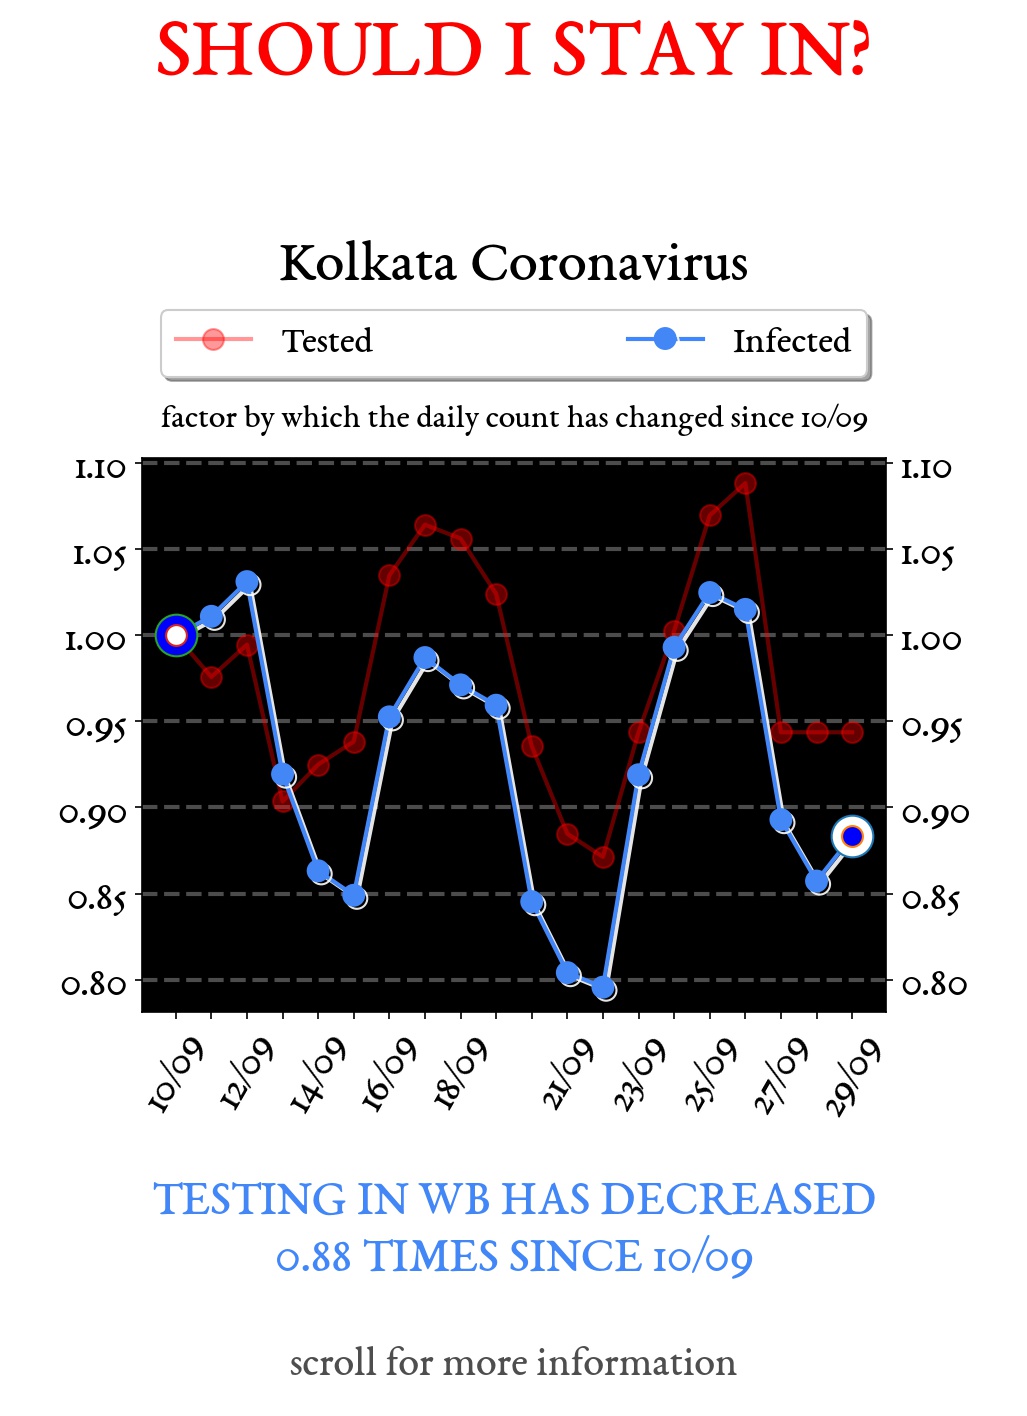 SHOULD I STAY IN?
Kolkata Coronavirus
Tested Infected
factor by which the daily count has changed since 10/09
1.10 1.10
1.05 1.05
1.00 1.00
0.95 0.95
0.90 0.90
0.85 0.85
0.80 0.80
10/09 12/09 14/09 16/09 18/09 21/09 23/09 25/09 27/09 29/09
TESTING IN WB HAS DECREASED
0.88 TIMES SINCE 10/09
scroll for more information